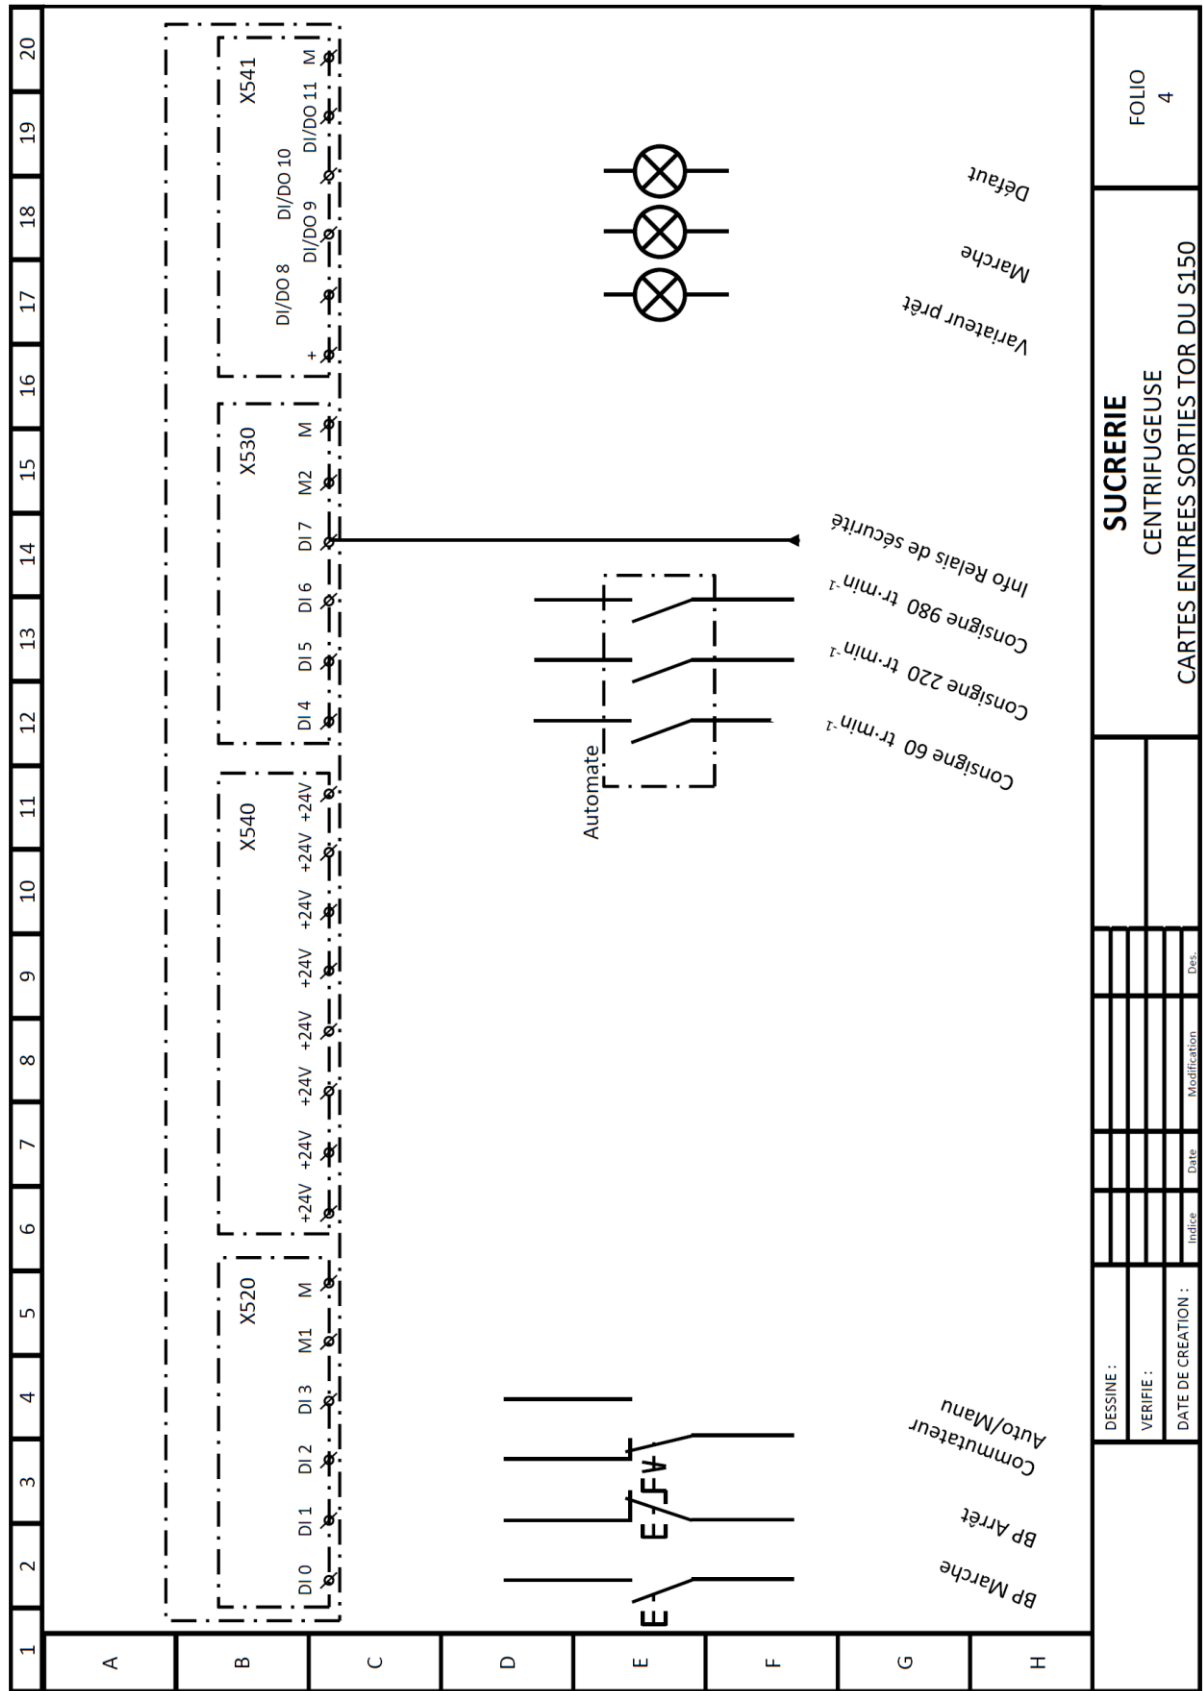 1 2 3 4 5 6 7 8 9 10 11 12 13 14 15 16 17 18 19 20
A
B
C
D
E
F
G
H
X520
DI 0 DI 1 DI 2 DI 3 M1 M
X540
+24V +24V +24V +24V +24V +24V +24V +24V
X530
DI 4 DI 5 DI 6 DI 7 M2 M
X541
+ DI/DO 8 DI/DO 9 DI/DO 10 DI/DO 11 M
Automate
BP Marche
BP Arrêt
Commutateur
Auto/Manu
Consigne 60 tr·min⁻¹
Consigne 220 tr·min⁻¹
Consigne 980 tr·min⁻¹
Info Relais de sécurité
Variateur prêt
Marche
Défaut
DESSINE :
VERIFIE :
DATE DE CREATION :
Indice Date Modification Des.
SUCRERIE
CENTRIFUGEUSE
CARTES ENTREES SORTIES TOR DU S150
FOLIO
4